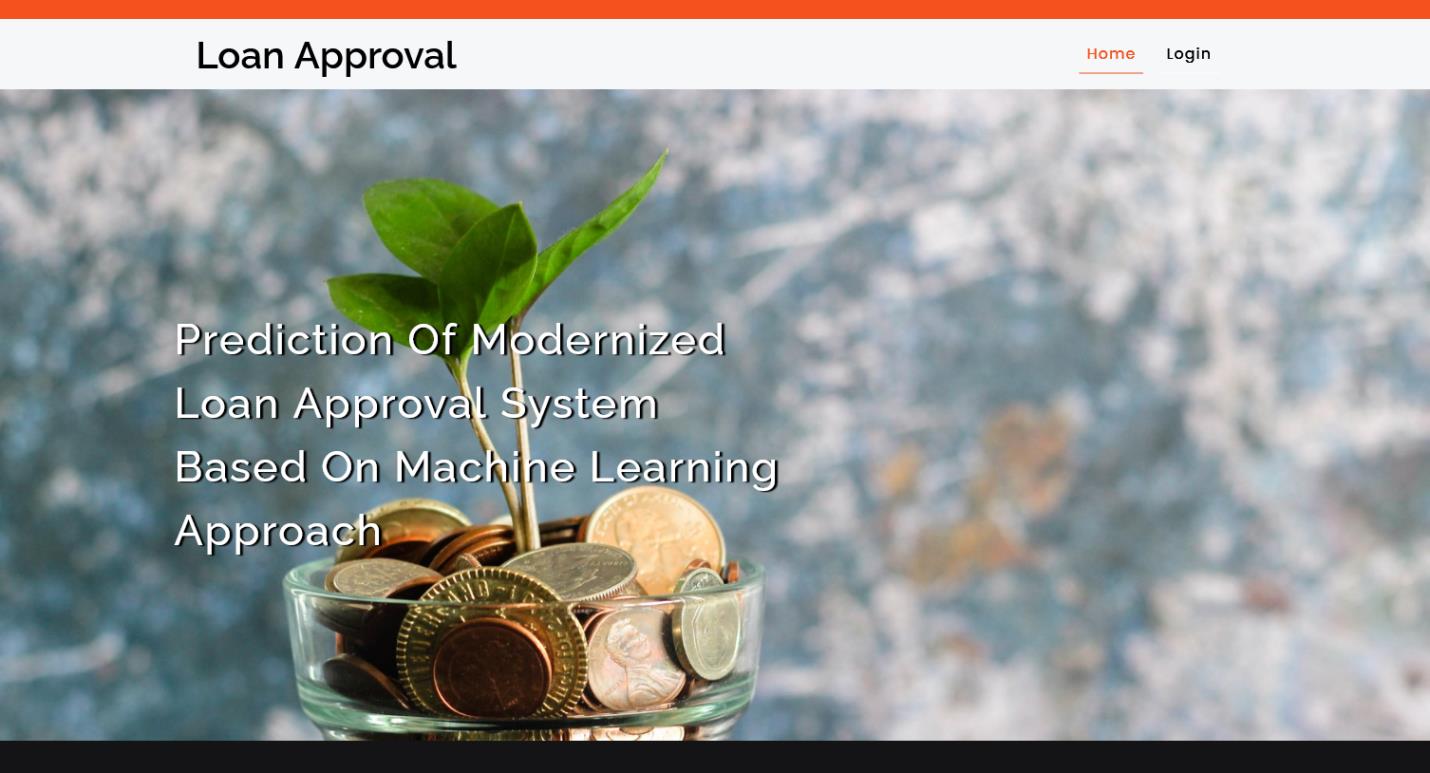 Loan Approval
Home
Login
Prediction Of Modernized
Loan Approval System
Based On Machine Learning
Approach